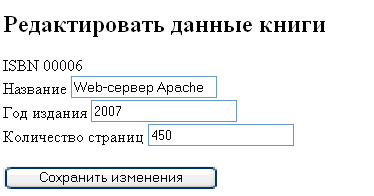 Редактировать данные книги
ISBN 00006
Название Web-сервер Apache
Год издания 2007
Количество страниц 450
Сохранить изменения